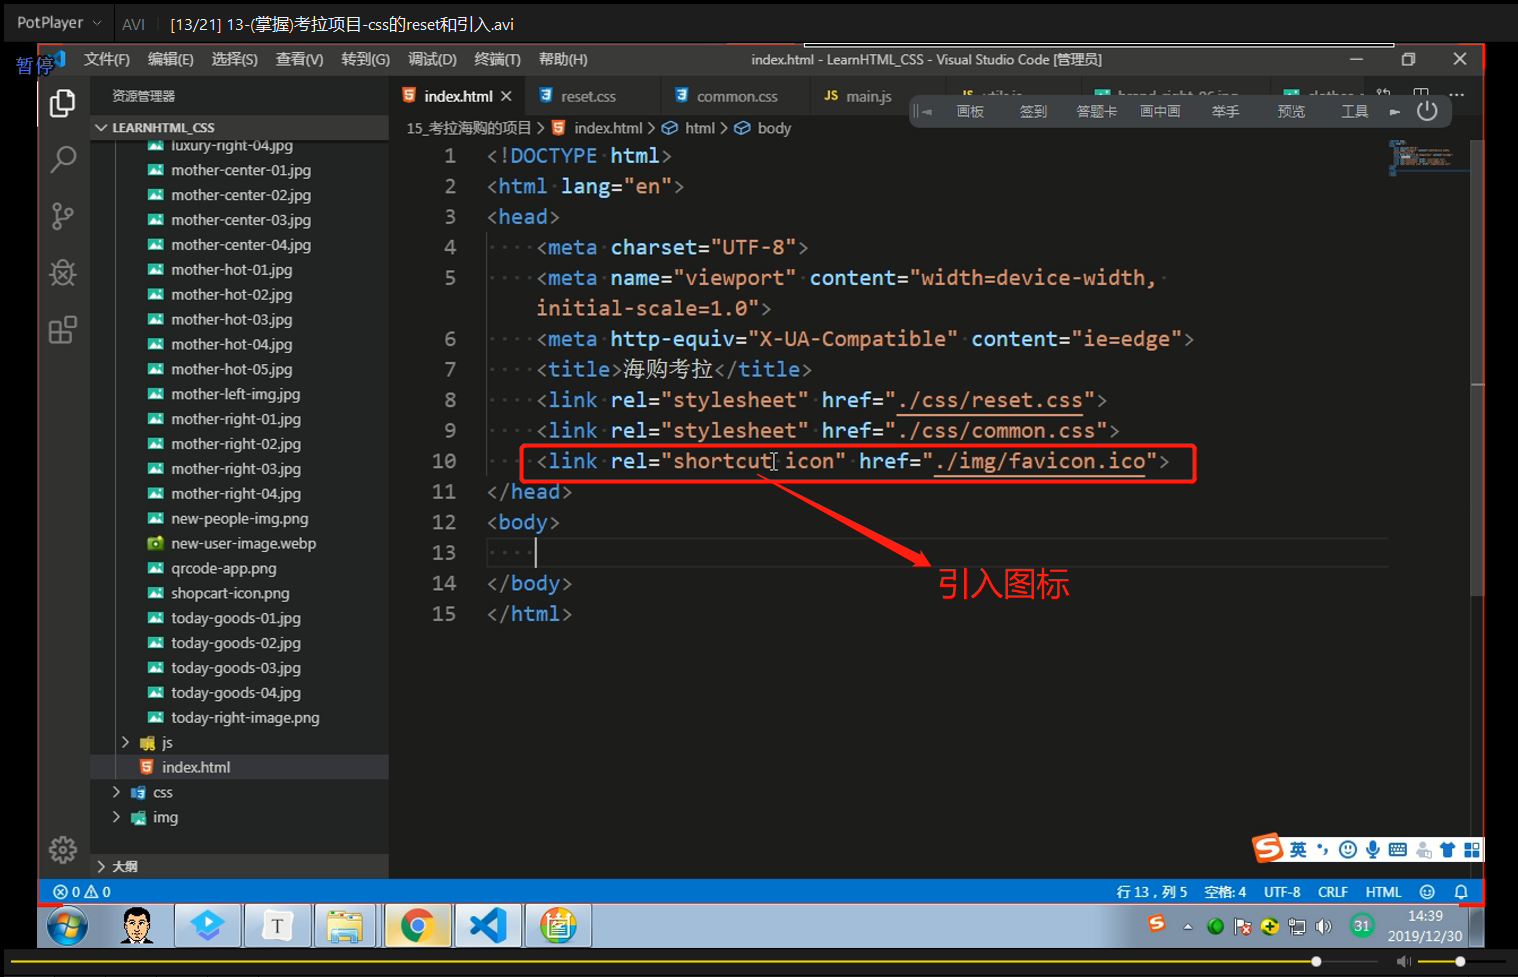 PotPlayer AVI [13/21] 13-(掌握)考拉项目-css的reset和引入.avi
暂停
文件(F) 编辑(E) 选择(S) 查看(V) 转到(G) 调试(D) 终端(T) 帮助(H) index.html - LearnHTML_CSS - Visual Studio Code [管理员]
资源管理器
index.html reset.css common.css JS main.js
画板 签到 答题卡 画中画 举手 预览 工具
LEARNHTML_CSS
15_考拉海购的项目 > index.html > html > body
luxury-right-04.jpg
mother-center-01.jpg
mother-center-02.jpg
mother-center-03.jpg
mother-center-04.jpg
mother-hot-01.jpg
mother-hot-02.jpg
mother-hot-03.jpg
mother-hot-04.jpg
mother-hot-05.jpg
mother-left-img.jpg
mother-right-01.jpg
mother-right-02.jpg
mother-right-03.jpg
mother-right-04.jpg
new-people-img.png
new-user-image.webp
qrcode-app.png
shopcart-icon.png
today-goods-01.jpg
today-goods-02.jpg
today-goods-03.jpg
today-goods-04.jpg
today-right-image.png
js
index.html
css
img
大纲
1 <!DOCTYPE html>
2 <html lang="en">
3 <head>
4 <meta charset="UTF-8">
5 <meta name="viewport" content="width=device-width,
initial-scale=1.0">
6 <meta http-equiv="X-UA-Compatible" content="ie=edge">
7 <title>海购考拉</title>
8 <link rel="stylesheet" href="./css/reset.css">
9 <link rel="stylesheet" href="./css/common.css">
10 <link rel="shortcut icon" href="./img/favicon.ico">
11 </head>
12 <body>
13
14 </body>
15 </html>
引入图标
英
0 0 行 13，列 5 空格: 4 UTF-8 CRLF HTML
T
31
14:39
2019/12/30